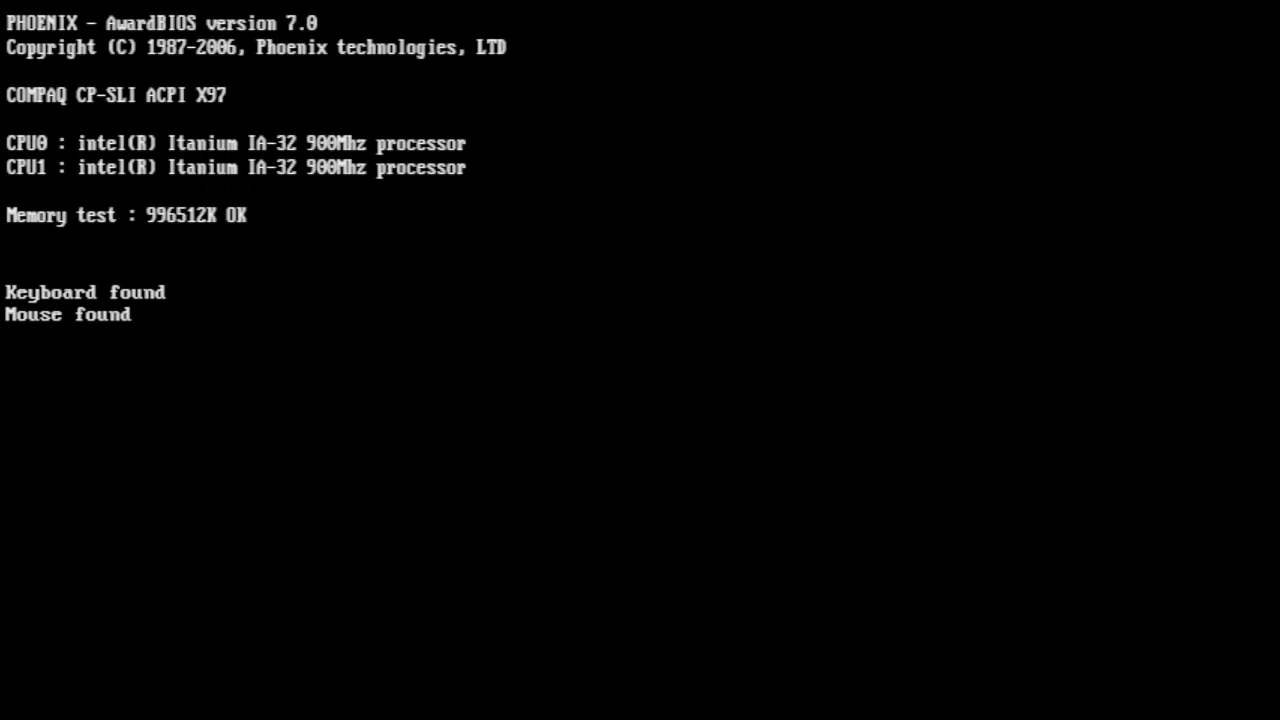 PHOENIX - AwardBIOS version 7.0
Copyright (C) 1987-2006, Phoenix technologies, LTD
COMPAQ CP-SLI ACPI X97
CPU0 : intel(R) Itanium IA-32 900Mhz processor
CPU1 : intel(R) Itanium IA-32 900Mhz processor
Memory test : 996512K OK
Keyboard found
Mouse found